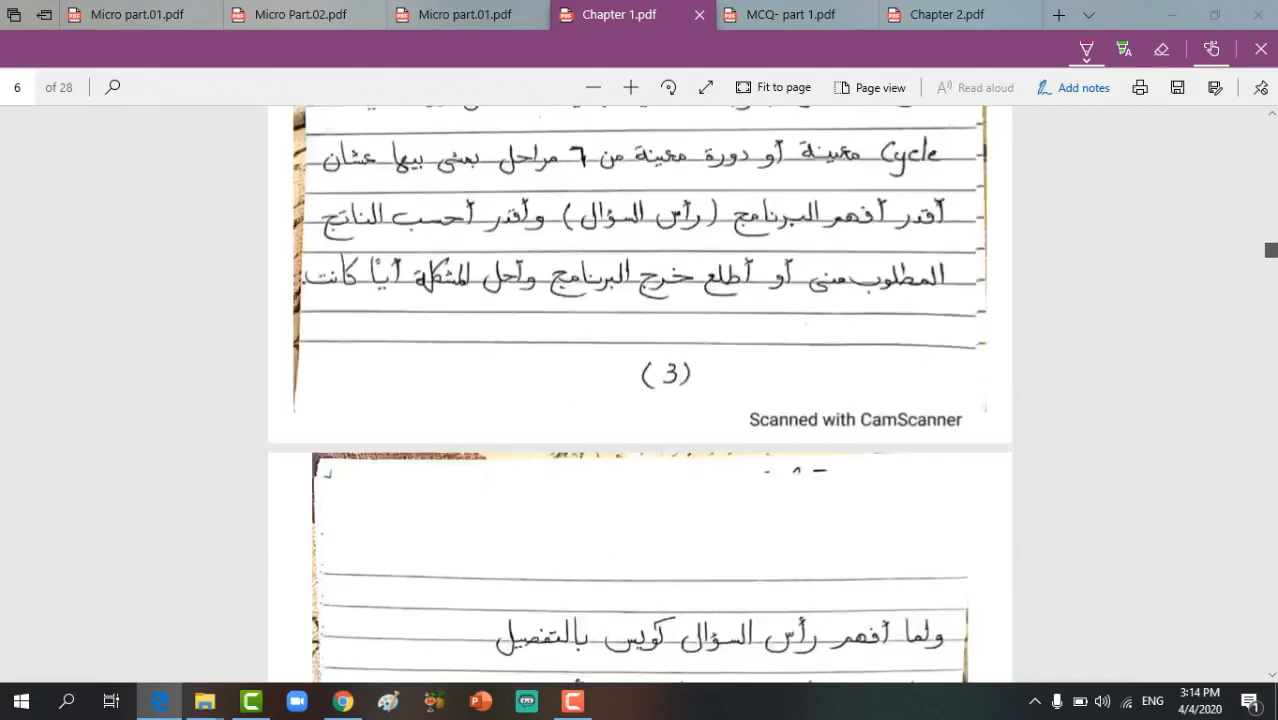 Micro part.01.pdf
Micro Part.02.pdf
Micro part.01.pdf
Chapter 1.pdf
MCQ- part 1.pdf
Chapter 2.pdf
6 of 28
Fit to page
Page view
Read aloud
Add notes
Cycle معينة أو دورة معينة من ٦ مراحل بمشى بيها عشان
أقدر أفهم البرنامج (رأس السؤال) وأقدر أحسب الناتج
المطلوب منى أو أطلع خرج البرنامج وأحل المشكلة أيًا كانت.
(3)
Scanned with CamScanner
ولما أفهم رأس السؤال كويس بالتفصيل
ENG
3:14 PM
4/4/2020